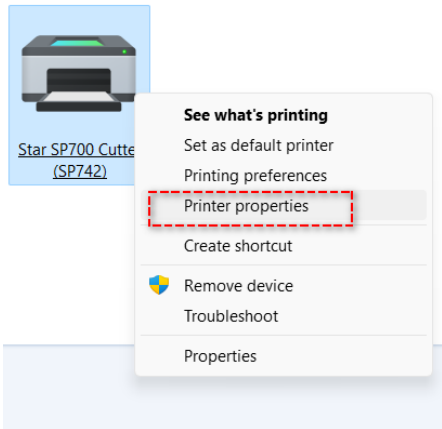 Star SP700 Cutte
(SP742)
See what's printing
Set as default printer
Printing preferences
Printer properties
Create shortcut
Remove device
Troubleshoot
Properties